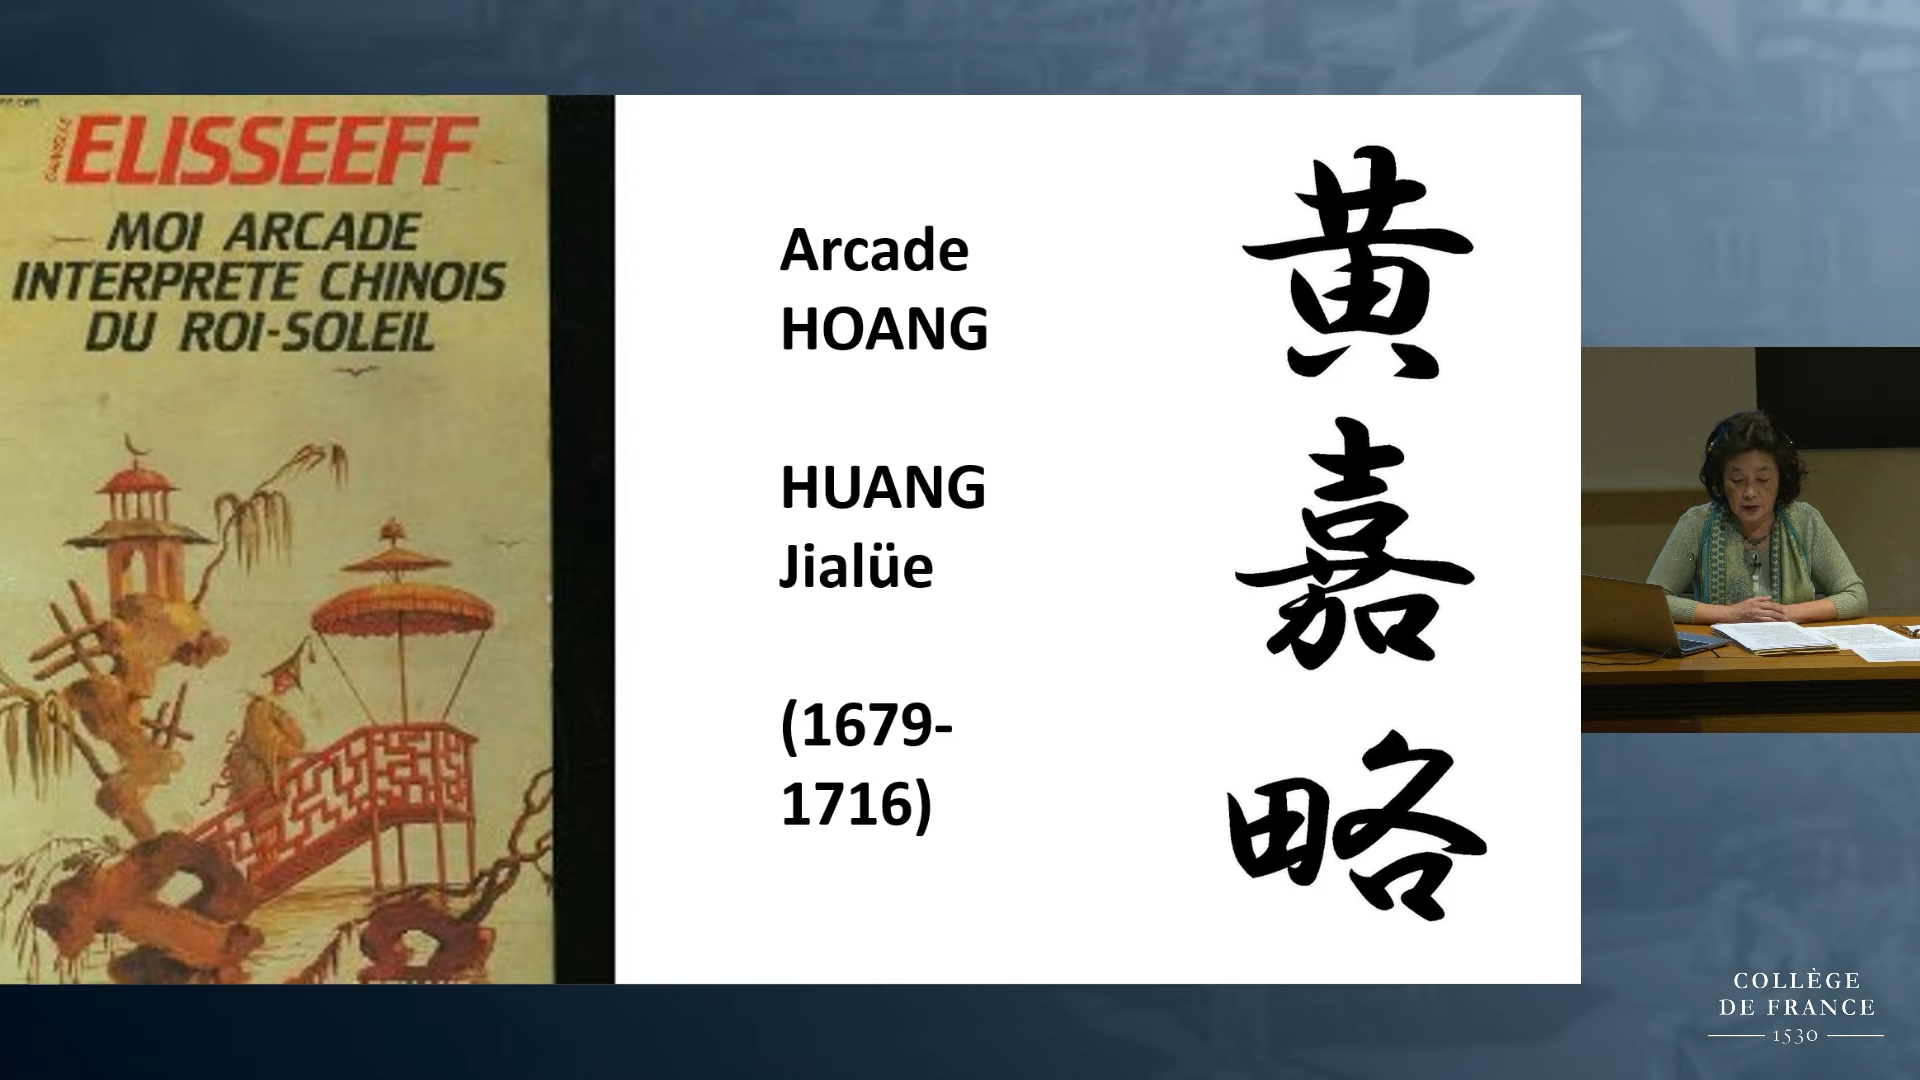 ELISSEEFF
MOI ARCADE
INTERPRETE CHINOIS
DU ROI-SOLEIL
Arcade
HOANG
HUANG
Jialüe
(1679-
1716)
黄
嘉
略
COLLÈGE
DE FRANCE
1530